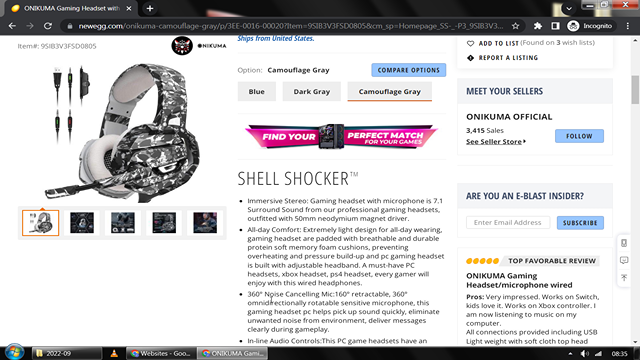 ONIKUMA Gaming Headset with
Incognito
newegg.com/onikuma-camouflage-gray/p/3EE-0016-00020?Item=9SIB3V3FSD0805&cm_sp=Homepage_SS-_-P3_9SIB3V3
Item#: 9SIB3V3FSD0805
ONIKUMA
Ships from United States.
Option: Camouflage Gray
COMPARE OPTIONS
Blue
Dark Gray
Camouflage Gray
FIND YOUR PERFECT MATCH
FOR YOUR GAMES
SHELL SHOCKER™
• Immersive Stereo: Gaming headset with microphone is 7.1
Surround Sound from our professional gaming headsets,
outfitted with 50mm neodymium magnet driver.
• All-day Comfort: Extremely light design for all-day wearing,
gaming headset are padded with breathable and durable
protein soft memory foam cushions, preventing
overheating and pressure build-up and pc gaming headset
is built with adjustable headband. A must-have PC
headsets, xbox headset, ps4 headset, every gamer will
enjoy with this wired headphones.
• 360° Noise Cancelling Mic:160° retractable, 360°
omnidirectionally rotatable sensitive microphone, this
gaming headset pc helps pick up sound quickly, eliminate
unwanted noise from environment, deliver messages
clearly during gameplay.
• In-line Audio Controls:This PC game headsets have an
ADD TO LIST (Found on 3 wish lists)
REPORT A LISTING
MEET YOUR SELLERS
ONIKUMA OFFICIAL
3,415 Sales
See Seller Store
FOLLOW
ARE YOU AN E-BLAST INSIDER?
Enter Email Address
SUBSCRIBE
TOP FAVORABLE REVIEW
ONIKUMA Gaming
Headset/microphone wired
Pros: Very impressed. Works on Switch,
kids love it. Works on Xbox controller. I
am now listening to music on my
computer.
All connections provided including USB
Light weight with soft cloth top head
2022-09
Websites - Goo...
ONIKUMA Gami...
08:35